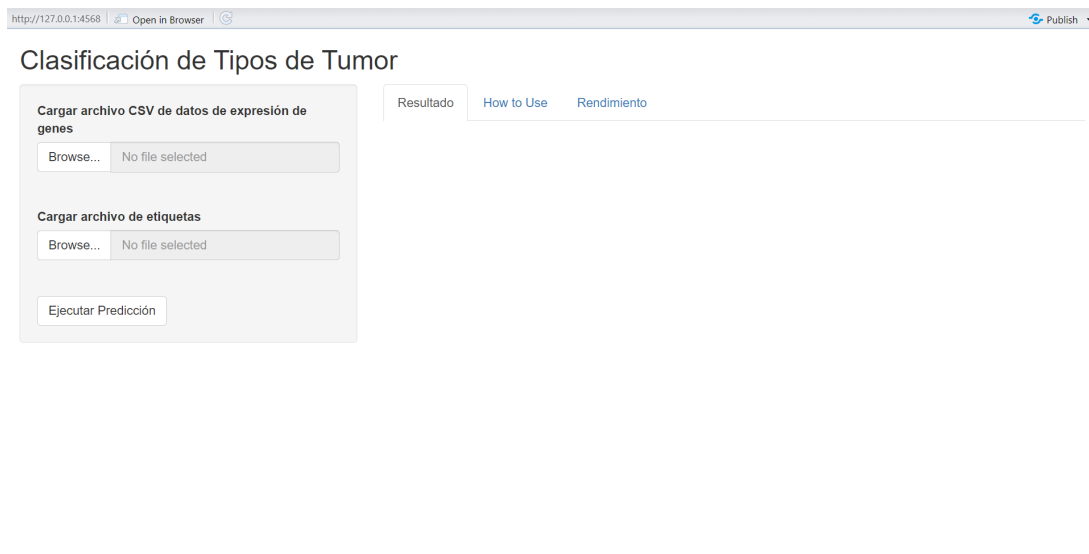 http://127.0.0.1:4568 Open in Browser Publish
Clasificación de Tipos de Tumor
Cargar archivo CSV de datos de expresión de
genes
Browse... No file selected
Cargar archivo de etiquetas
Browse... No file selected
Ejecutar Predicción
Resultado How to Use Rendimiento